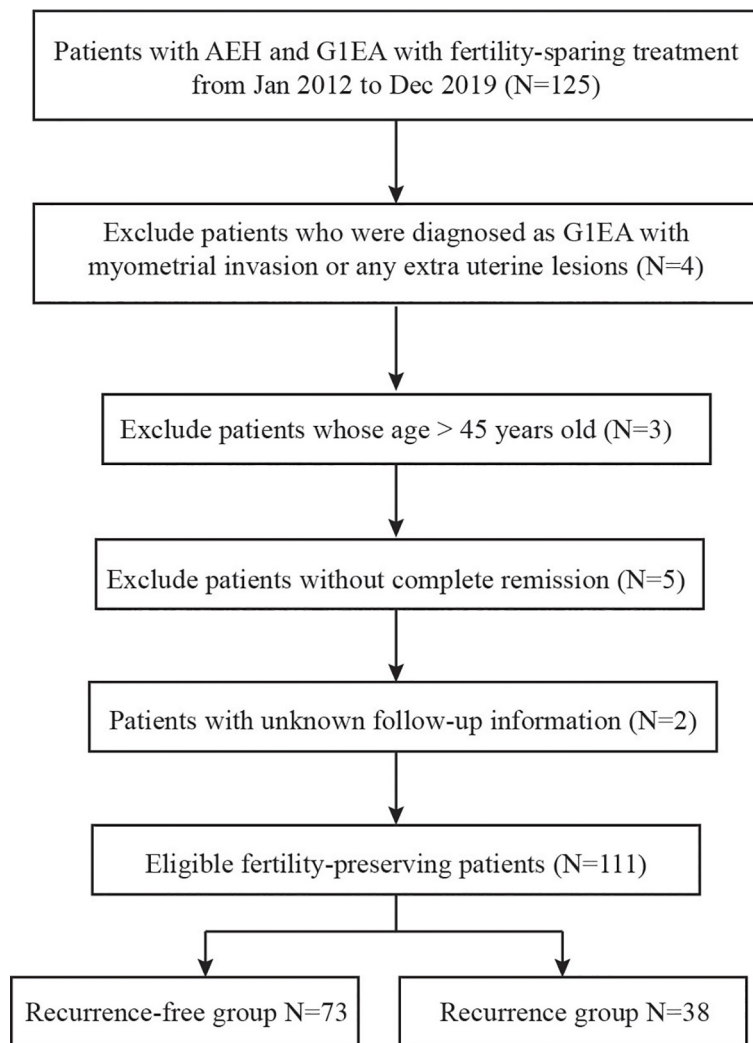 Patients with AEH and G1EA with fertility-sparing treatment
from Jan 2012 to Dec 2019 (N=125)
Exclude patients who were diagnosed as G1EA with
myometrial invasion or any extra uterine lesions (N=4)
Exclude patients whose age > 45 years old (N=3)
Exclude patients without complete remission (N=5)
Patients with unknown follow-up information (N=2)
Eligible fertility-preserving patients (N=111)
Recurrence-free group N=73
Recurrence group N=38